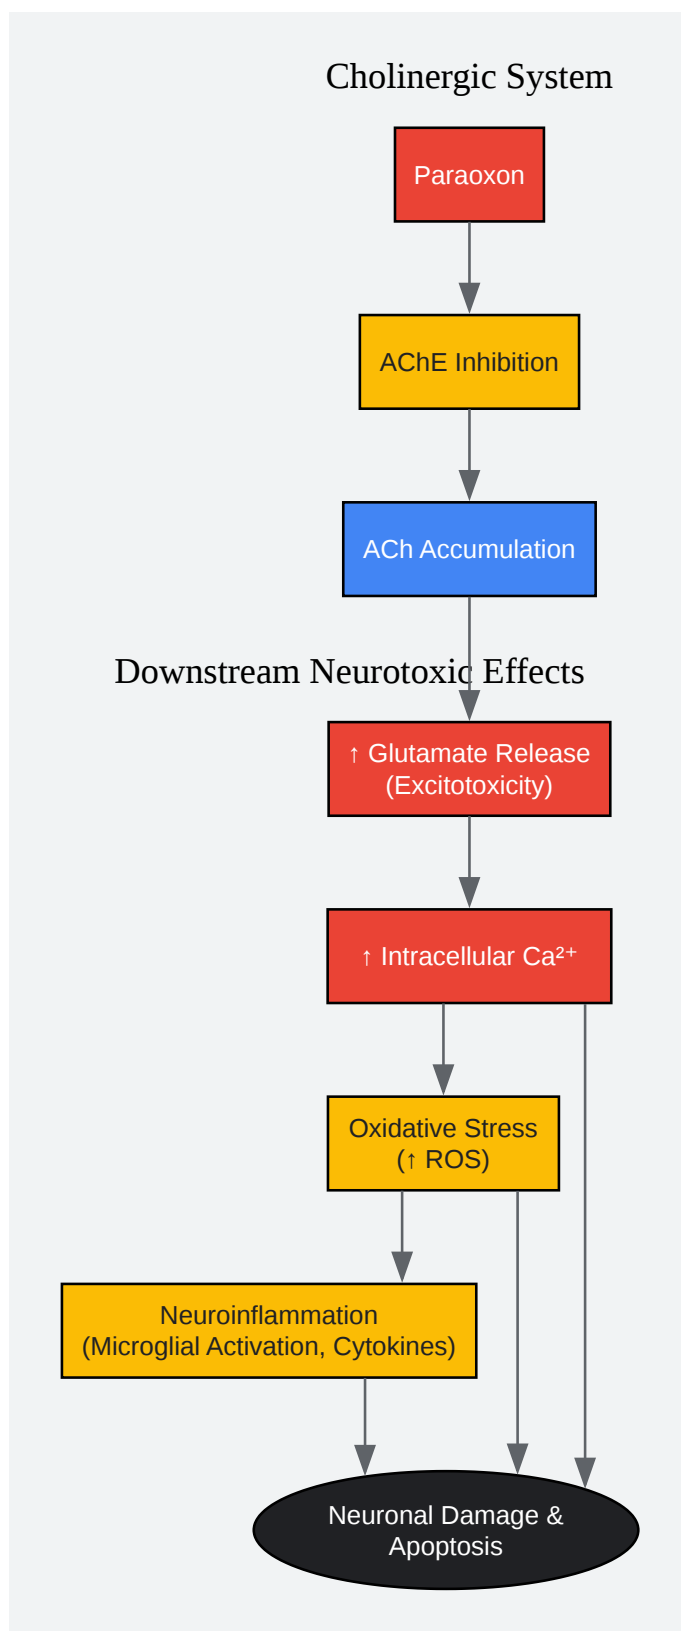 Cholinergic System
Paraoxon
AChE Inhibition
ACh Accumulation
Downstream Neurotoxic Effects
↑ Glutamate Release
(Excitotoxicity)
↑ Intracellular Ca²⁺
Oxidative Stress
(↑ ROS)
Neuroinflammation
(Microglial Activation, Cytokines)
Neuronal Damage &
Apoptosis